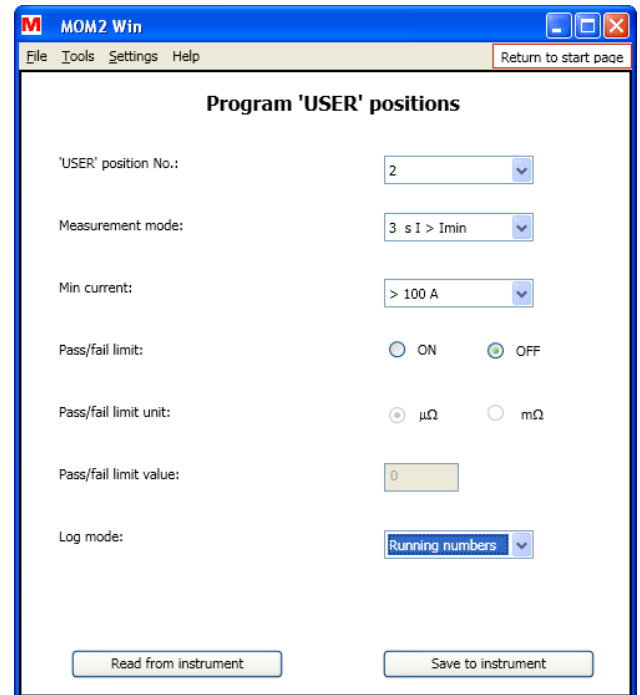 M MOM2 Win
File Tools Settings Help Return to start page
Program 'USER' positions
'USER' position No.: 2
Measurement mode: 3 s I > Imin
Min current: > 100 A
Pass/fail limit: ON OFF
Pass/fail limit unit: µΩ mΩ
Pass/fail limit value: 0
Log mode: Running numbers
Read from instrument Save to instrument